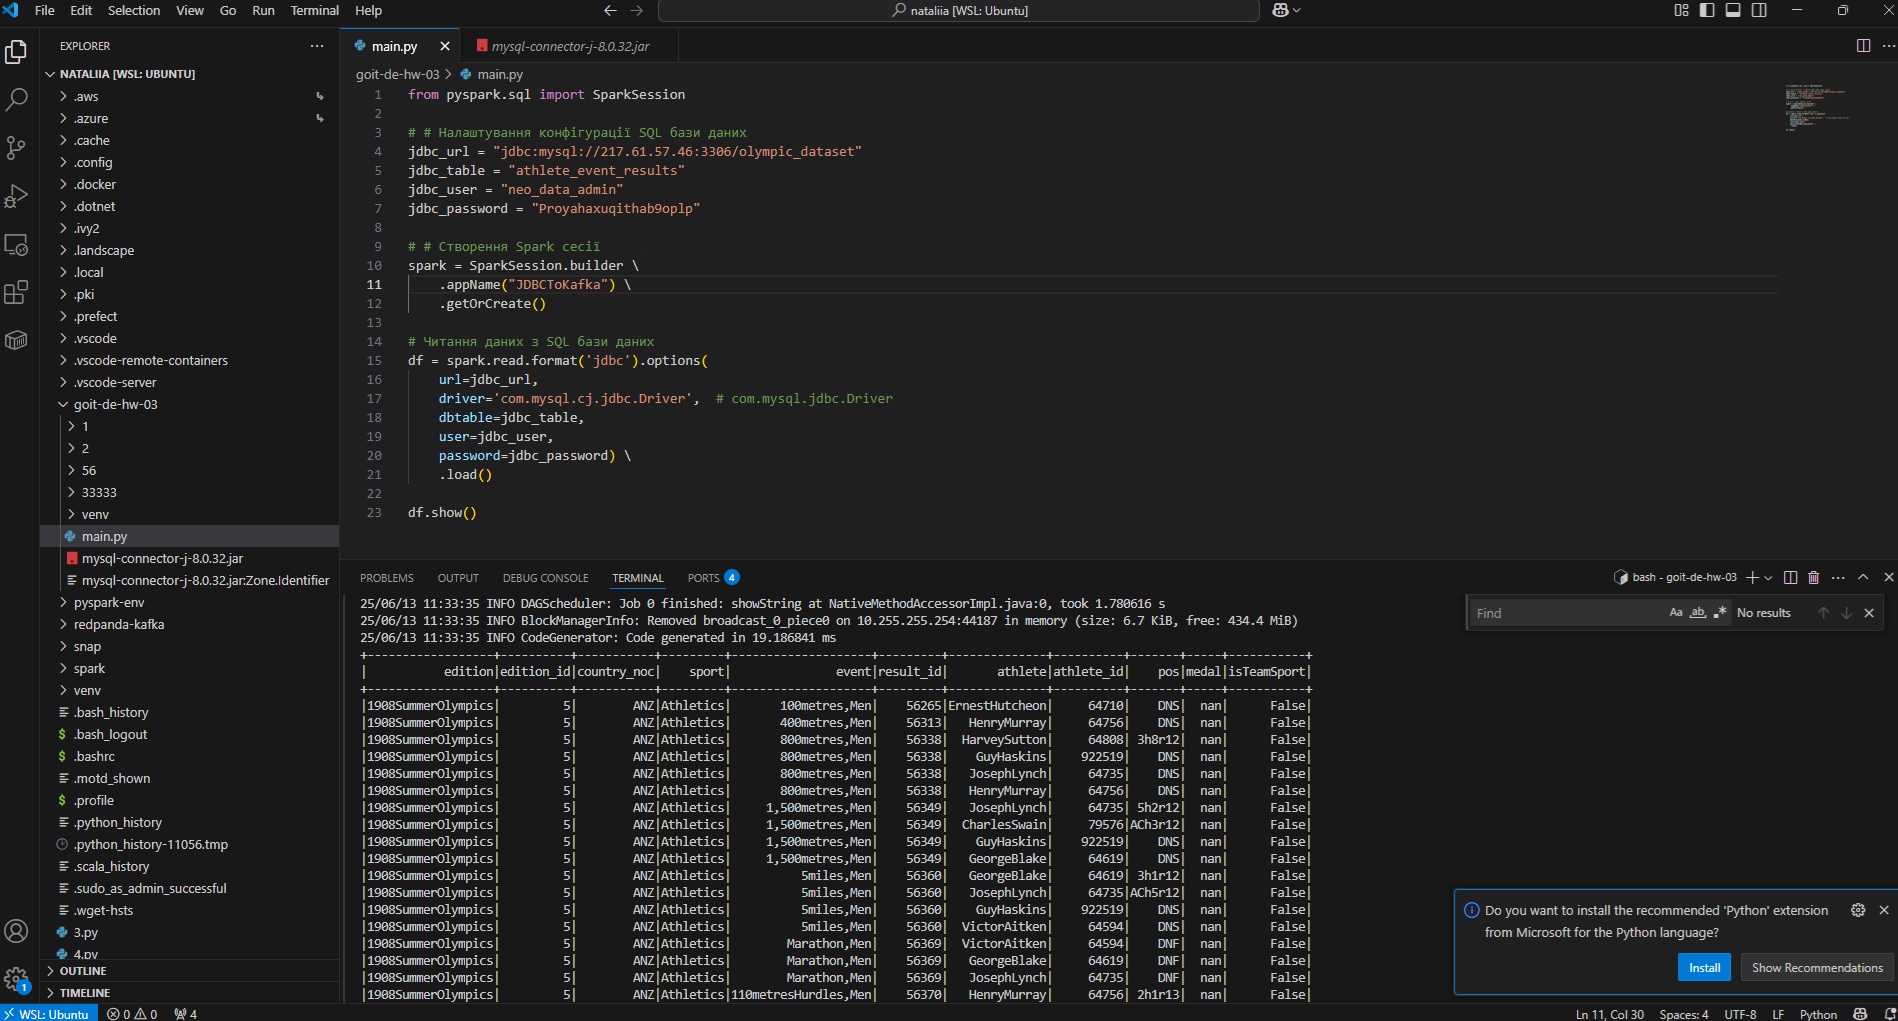 File Edit Selection View Go Run Terminal Help
nataliia [WSL: Ubuntu]
EXPLORER
NATALIIA [WSL: UBUNTU]
.aws
.azure
.cache
.config
.docker
.dotnet
.ivy2
.landscape
.local
.pki
.prefect
.vscode
.vscode-remote-containers
.vscode-server
goit-de-hw-03
1
2
56
33333
venv
main.py
mysql-connector-j-8.0.32.jar
mysql-connector-j-8.0.32.jar:Zone.Identifier
pyspark-env
redpanda-kafka
snap
spark
venv
.bash_history
.bash_logout
.bashrc
.motd_shown
.profile
.python_history
.python_history-11056.tmp
.scala_history
.sudo_as_admin_successful
.wget-hsts
3.py
4.py
OUTLINE
TIMELINE
main.py mysql-connector-j-8.0.32.jar
goit-de-hw-03 > main.py
1 from pyspark.sql import SparkSession
2
3 # # Налаштування конфігурації SQL бази даних
4 jdbc_url = "jdbc:mysql://217.61.57.46:3306/olympic_dataset"
5 jdbc_table = "athlete_event_results"
6 jdbc_user = "neo_data_admin"
7 jdbc_password = "Proyahaxuqithab9oplp"
8
9 # # Створення Spark сесії
10 spark = SparkSession.builder \
11 .appName("JDBCToKafka") \
12 .getOrCreate()
13
14 # Читання даних з SQL бази даних
15 df = spark.read.format('jdbc').options(
16 url=jdbc_url,
17 driver='com.mysql.cj.jdbc.Driver', # com.mysql.jdbc.Driver
18 dbtable=jdbc_table,
19 user=jdbc_user,
20 password=jdbc_password) \
21 .load()
22
23 df.show()
PROBLEMS OUTPUT DEBUG CONSOLE TERMINAL PORTS 4
bash - goit-de-hw-03
Find Aa ab .* No results
25/06/13 11:33:35 INFO DAGScheduler: Job 0 finished: showString at NativeMethodAccessorImpl.java:0, took 1.780616 s
25/06/13 11:33:35 INFO BlockManagerInfo: Removed broadcast_0_piece0 on 10.255.255.254:44187 in memory (size: 6.7 KiB, free: 434.4 MiB)
25/06/13 11:33:35 INFO CodeGenerator: Code generated in 19.186841 ms
| edition|edition_id|country_noc| sport| event|result_id| athlete|athlete_id| pos|medal|isTeamSport|
|1908SummerOlympics| 5| ANZ|Athletics| 100metres,Men| 56265|ErnestHutcheon| 64710| DNS| nan| False|
|1908SummerOlympics| 5| ANZ|Athletics| 400metres,Men| 56313| HenryMurray| 64756| DNS| nan| False|
|1908SummerOlympics| 5| ANZ|Athletics| 800metres,Men| 56338| HarveySutton| 64808| 3h8r12| nan| False|
|1908SummerOlympics| 5| ANZ|Athletics| 800metres,Men| 56338| GuyHaskins| 922519| DNS| nan| False|
|1908SummerOlympics| 5| ANZ|Athletics| 800metres,Men| 56338| JosephLynch| 64735| DNS| nan| False|
|1908SummerOlympics| 5| ANZ|Athletics| 800metres,Men| 56338| HenryMurray| 64756| DNS| nan| False|
|1908SummerOlympics| 5| ANZ|Athletics| 1,500metres,Men| 56349| JosephLynch| 64735| 5h2r12| nan| False|
|1908SummerOlympics| 5| ANZ|Athletics| 1,500metres,Men| 56349| CharlesSwain| 79576|ACh3r12| nan| False|
|1908SummerOlympics| 5| ANZ|Athletics| 1,500metres,Men| 56349| GuyHaskins| 922519| DNS| nan| False|
|1908SummerOlympics| 5| ANZ|Athletics| 1,500metres,Men| 56349| GeorgeBlake| 64619| DNS| nan| False|
|1908SummerOlympics| 5| ANZ|Athletics| 5miles,Men| 56360| GeorgeBlake| 64619| 3h1r12| nan| False|
|1908SummerOlympics| 5| ANZ|Athletics| 5miles,Men| 56360| JosephLynch| 64735|ACh5r12| nan| False|
|1908SummerOlympics| 5| ANZ|Athletics| 5miles,Men| 56360| GuyHaskins| 922519| DNS| nan| False|
|1908SummerOlympics| 5| ANZ|Athletics| 5miles,Men| 56360| VictorAitken| 64594| DNS| nan| False|
|1908SummerOlympics| 5| ANZ|Athletics| Marathon,Men| 56369| VictorAitken| 64594| DNF| nan| False|
|1908SummerOlympics| 5| ANZ|Athletics| Marathon,Men| 56369| GeorgeBlake| 64619| DNF| nan| False|
|1908SummerOlympics| 5| ANZ|Athletics| Marathon,Men| 56369| JosephLynch| 64735| DNF| nan| False|
|1908SummerOlympics| 5| ANZ|Athletics|110metresHurdles,Men| 56370| HenryMurray| 64756| 2h1r13| nan| False|
Do you want to install the recommended 'Python' extension
from Microsoft for the Python language?
Install Show Recommendations
1
WSL: Ubuntu 0 0 4 Ln 11, Col 30 Spaces: 4 UTF-8 LF Python